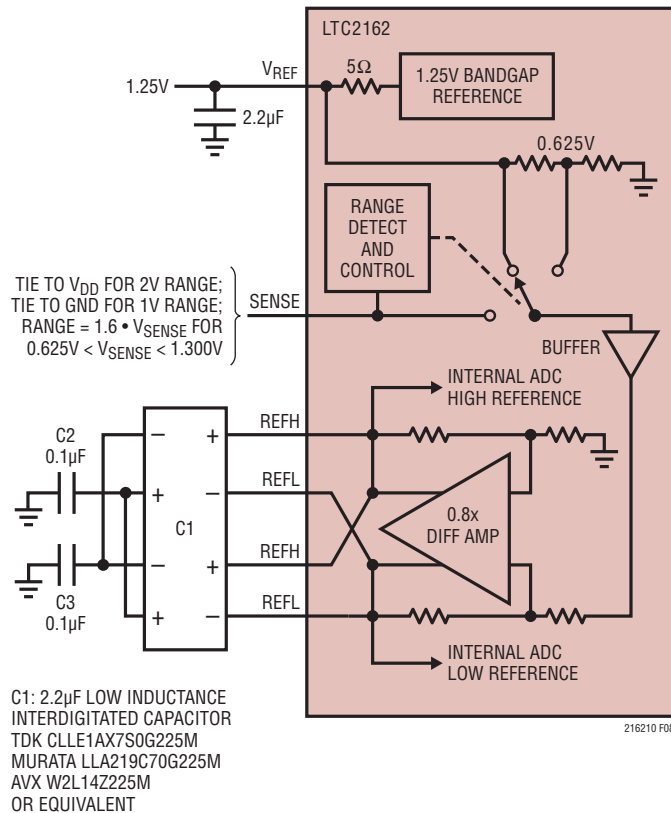 LTC2162
1.25V
VREF
5Ω
1.25V BANDGAP
REFERENCE
2.2µF
0.625V
RANGE
DETECT
AND
CONTROL
TIE TO VDD FOR 2V RANGE;
TIE TO GND FOR 1V RANGE;
RANGE = 1.6 • VSENSE FOR
0.625V < VSENSE < 1.300V
SENSE
BUFFER
INTERNAL ADC
HIGH REFERENCE
C2
0.1µF
C3
0.1µF
C1
– +
+ –
– +
+ –
REFH
REFL
REFH
REFL
0.8x
DIFF AMP
INTERNAL ADC
LOW REFERENCE
216210 F08
C1: 2.2µF LOW INDUCTANCE
INTERDIGITATED CAPACITOR
TDK CLLE1AX7S0G225M
MURATA LLA219C70G225M
AVX W2L14Z225M
OR EQUIVALENT